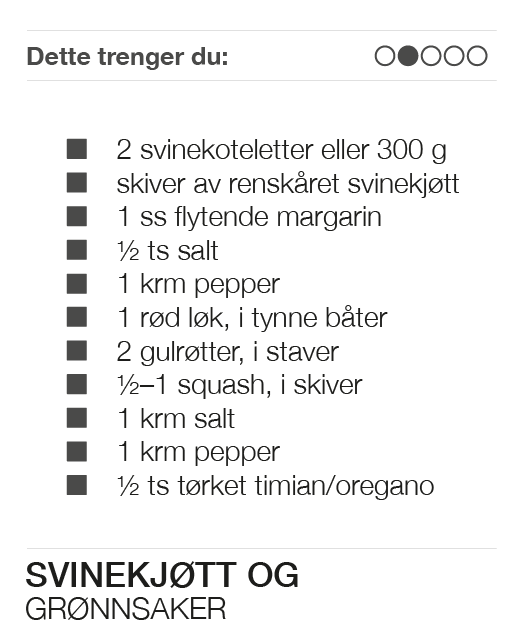 Dette trenger du:
2 svinekoteletter eller 300 g
skiver av renskåret svinekjøtt
1 ss flytende margarin
½ ts salt
1 krm pepper
1 rød løk, i tynne båter
2 gulrøtter, i staver
½–1 squash, i skiver
1 krm salt
1 krm pepper
½ ts tørket timian/oregano
SVINEKJØTT OG
GRØNNSAKER